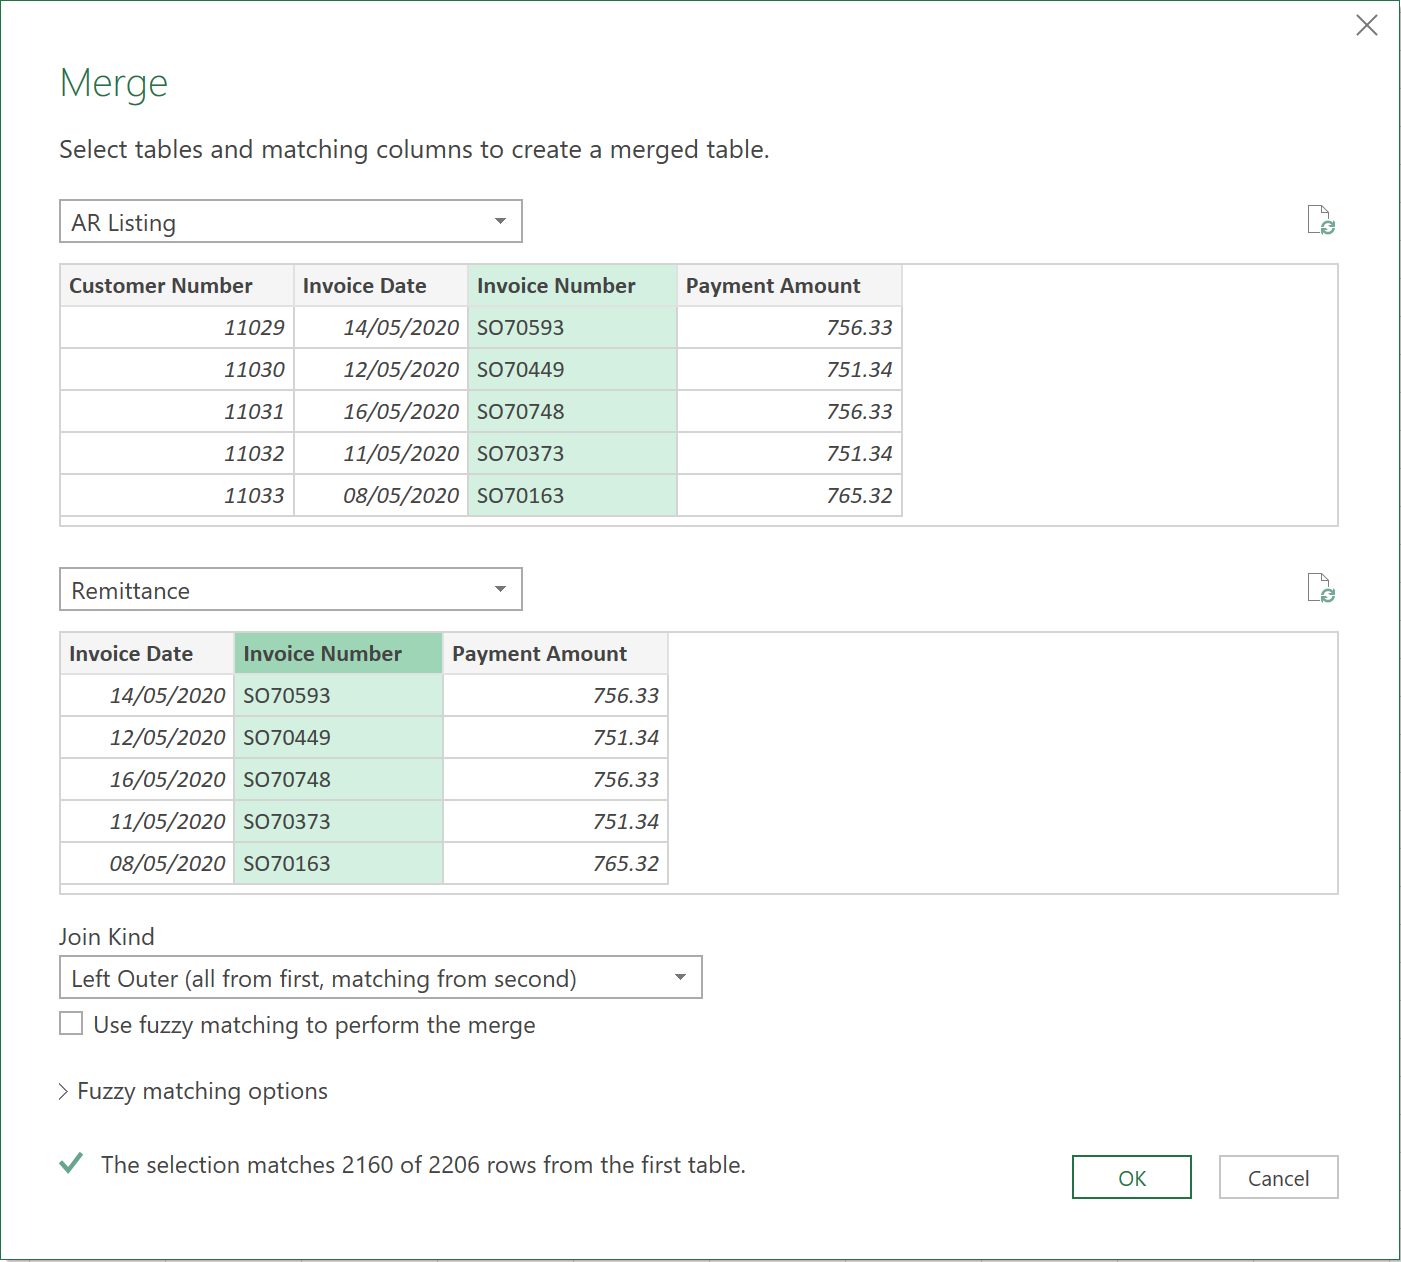 Merge
Select tables and matching columns to create a merged table.
AR Listing
Customer Number Invoice Date Invoice Number Payment Amount
11029 14/05/2020 SO70593 756.33
11030 12/05/2020 SO70449 751.34
11031 16/05/2020 SO70748 756.33
11032 11/05/2020 SO70373 751.34
11033 08/05/2020 SO70163 765.32
Remittance
Invoice Date Invoice Number Payment Amount
14/05/2020 SO70593 756.33
12/05/2020 SO70449 751.34
16/05/2020 SO70748 756.33
11/05/2020 SO70373 751.34
08/05/2020 SO70163 765.32
Join Kind
Left Outer (all from first, matching from second)
Use fuzzy matching to perform the merge
Fuzzy matching options
The selection matches 2160 of 2206 rows from the first table.
OK Cancel